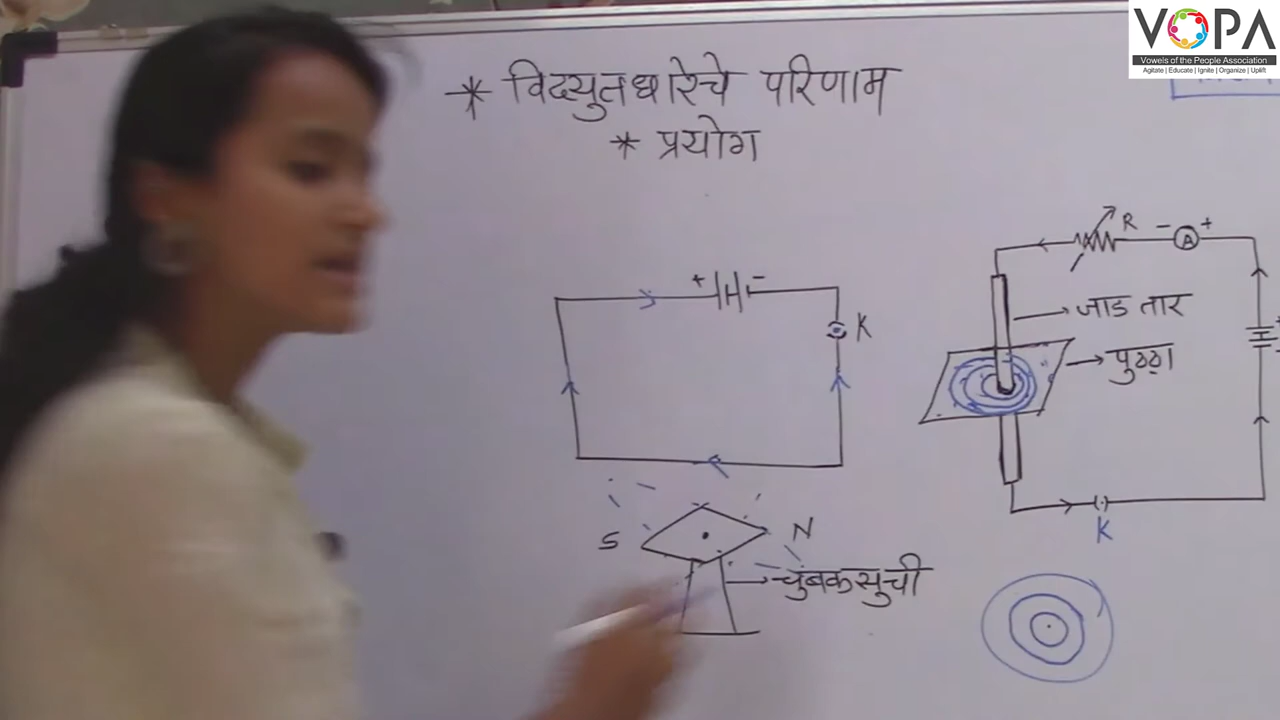 VOPA
Vowels of the People Association
Agitate | Educate | Ignite | Organize | Uplift
* विद्युतधारेचे परिणाम
* प्रयोग
+ -
K
S N
चुंबकसुची
R - A +
जाड तार
पुठ्ठा
K